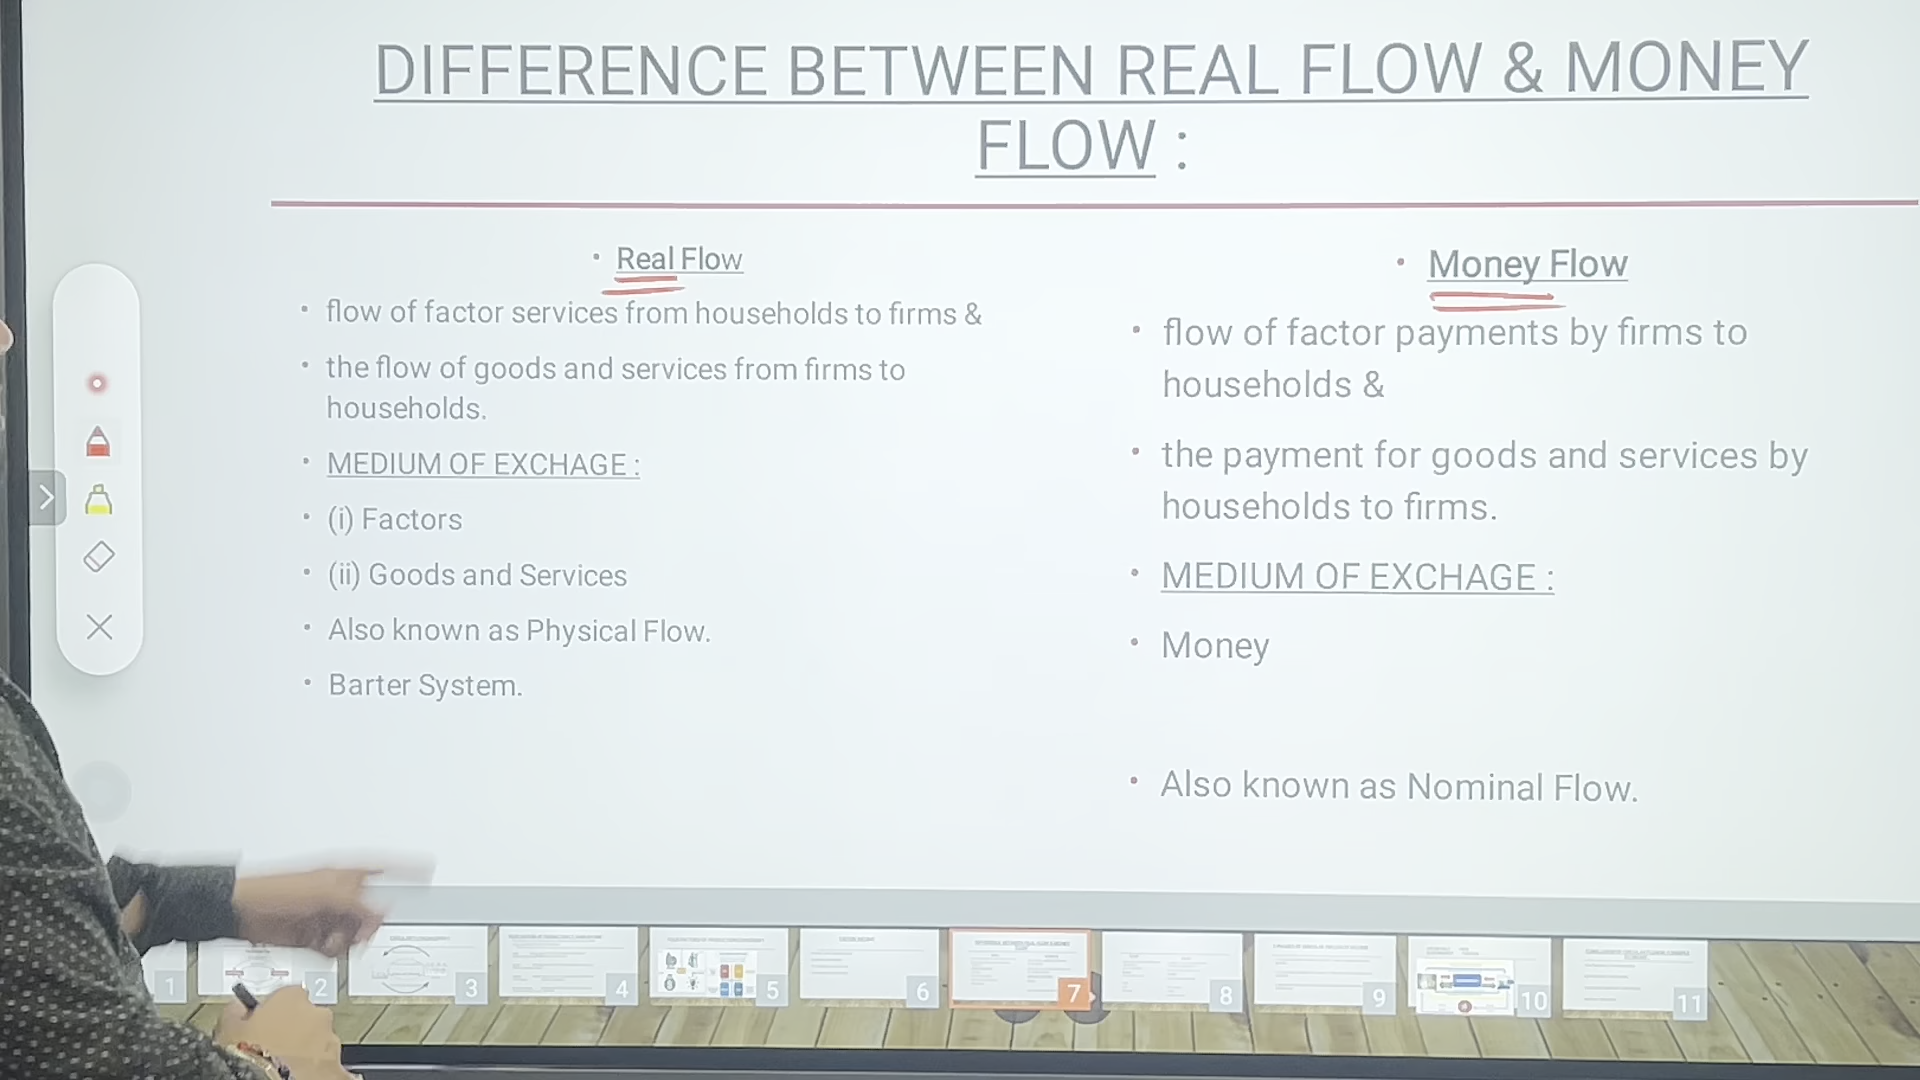 DIFFERENCE BETWEEN REAL FLOW & MONEY
FLOW :
• Real Flow
• flow of factor services from households to firms &
• the flow of goods and services from firms to
households.
• MEDIUM OF EXCHAGE :
• (i) Factors
• (ii) Goods and Services
• Also known as Physical Flow.
• Barter System.
• Money Flow
• flow of factor payments by firms to
households &
• the payment for goods and services by
households to firms.
• MEDIUM OF EXCHAGE :
• Money
• Also known as Nominal Flow.
1
2
3
4
5
6
7
8
9
10
11